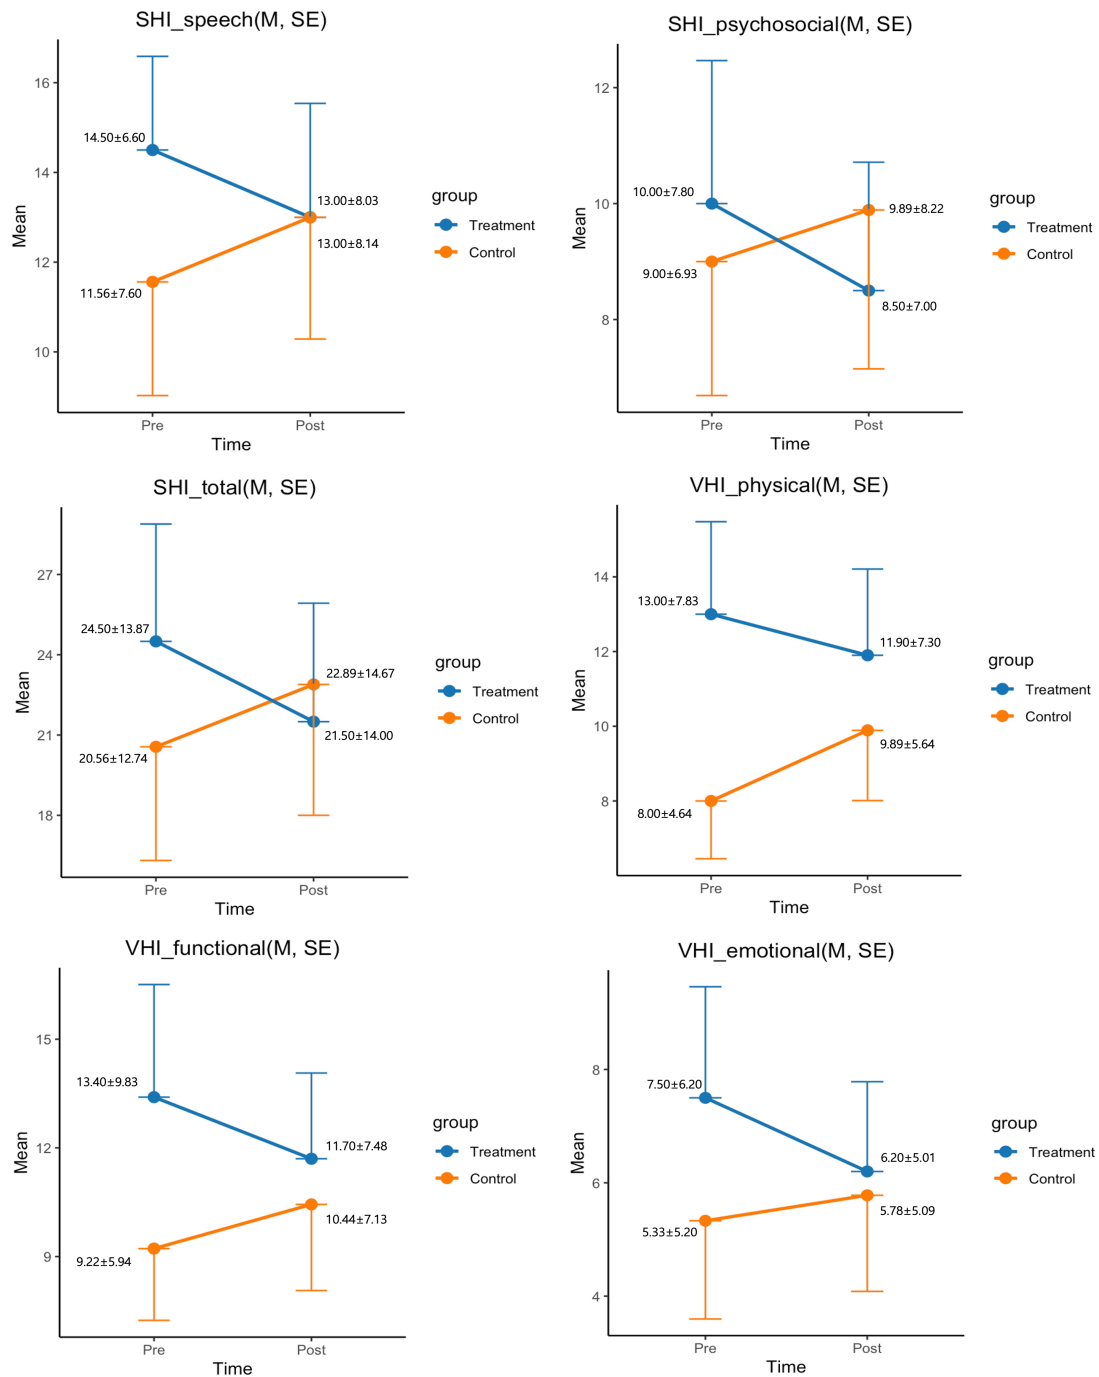 SHI_speech(M, SE)
Mean
16
14
12
10
14.50±6.60
11.56±7.60
13.00±8.03
13.00±8.14
Pre
Post
Time
group
Treatment
Control
SHI_psychosocial(M, SE)
Mean
12
10
8
10.00±7.80
9.00±6.93
9.89±8.22
8.50±7.00
Pre
Post
Time
group
Treatment
Control
SHI_total(M, SE)
Mean
27
24
21
18
24.50±13.87
20.56±12.74
22.89±14.67
21.50±14.00
Pre
Post
Time
group
Treatment
Control
VHI_physical(M, SE)
Mean
14
12
10
8
13.00±7.83
8.00±4.64
11.90±7.30
9.89±5.64
Pre
Post
Time
group
Treatment
Control
VHI_functional(M, SE)
Mean
15
12
9
13.40±9.83
9.22±5.94
11.70±7.48
10.44±7.13
Pre
Post
Time
group
Treatment
Control
VHI_emotional(M, SE)
Mean
8
6
4
7.50±6.20
5.33±5.20
6.20±5.01
5.78±5.09
Pre
Post
Time
group
Treatment
Control